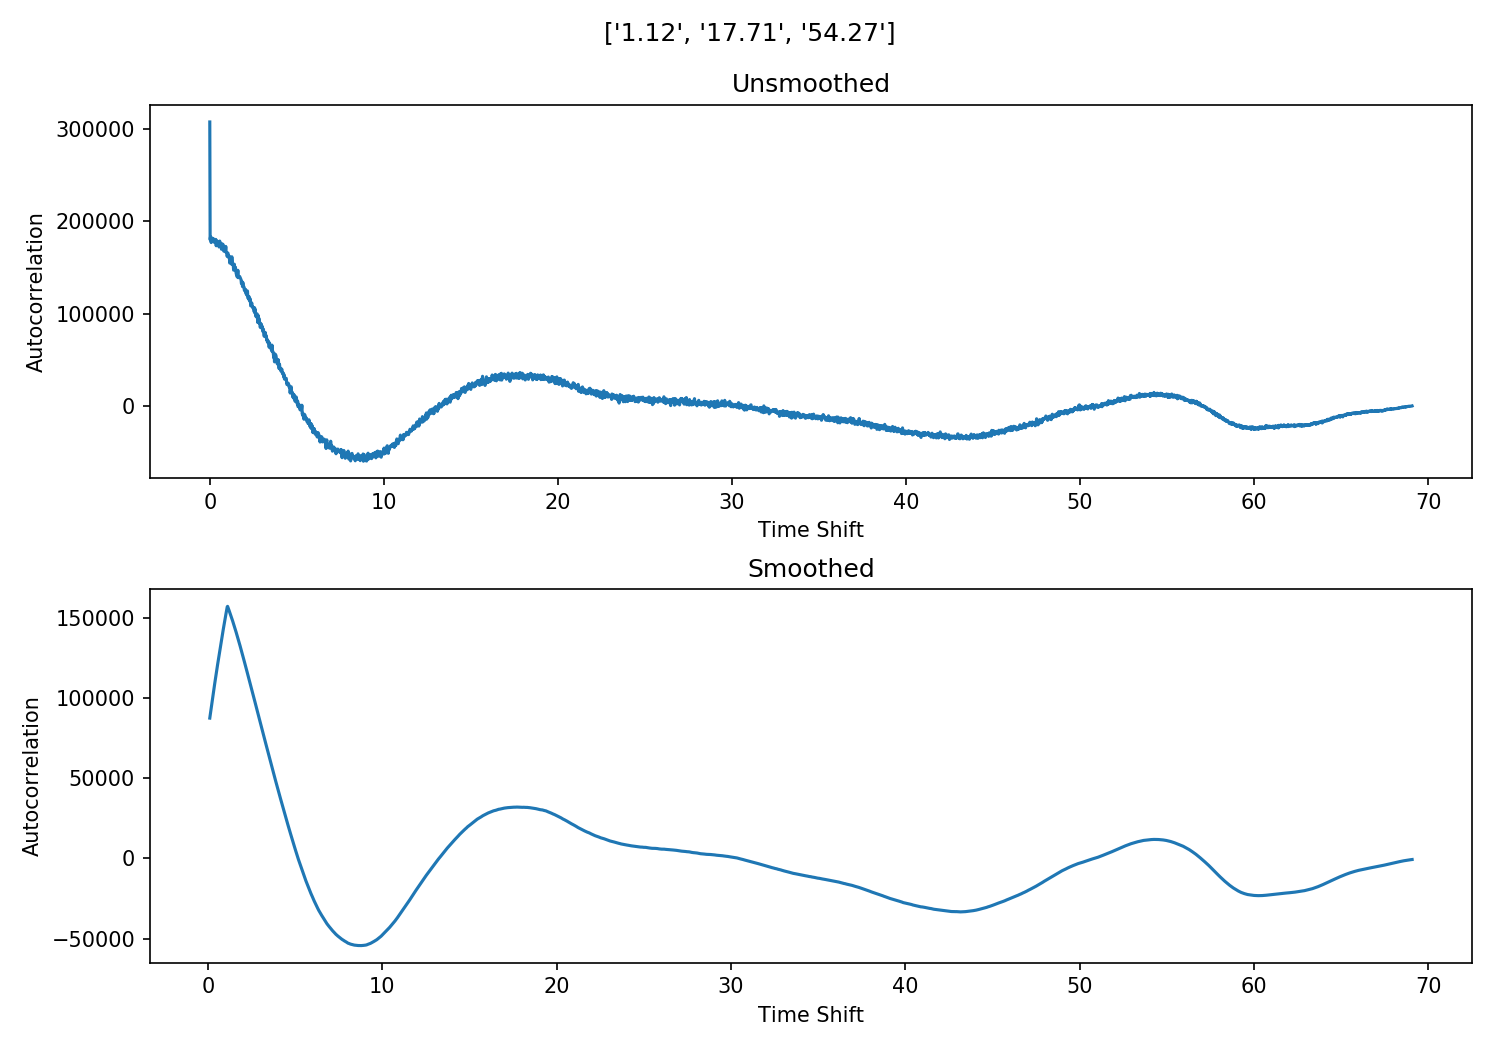 ['1.12', '17.71', '54.27']
Unsmoothed
300000
200000
100000
0
Autocorrelation
0 10 20 30 40 50 60 70
Time Shift
Smoothed
150000
100000
50000
0
−50000
Autocorrelation
0 10 20 30 40 50 60 70
Time Shift